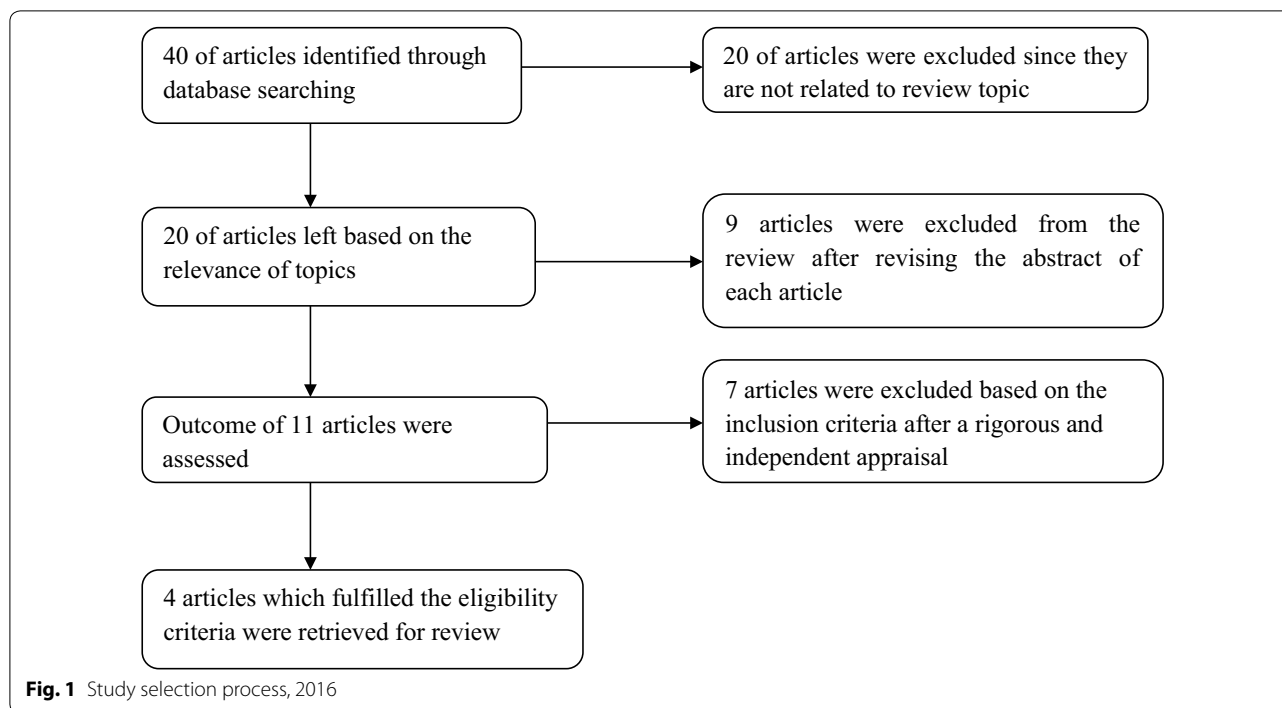 40 of articles identified through
database searching
20 of articles were excluded since they
are not related to review topic
20 of articles left based on the
relevance of topics
9 articles were excluded from the
review after revising the abstract of
each article
Outcome of 11 articles were
assessed
7 articles were excluded based on the
inclusion criteria after a rigorous and
independent appraisal
4 articles which fulfilled the eligibility
criteria were retrieved for review
Fig. 1 Study selection process, 2016